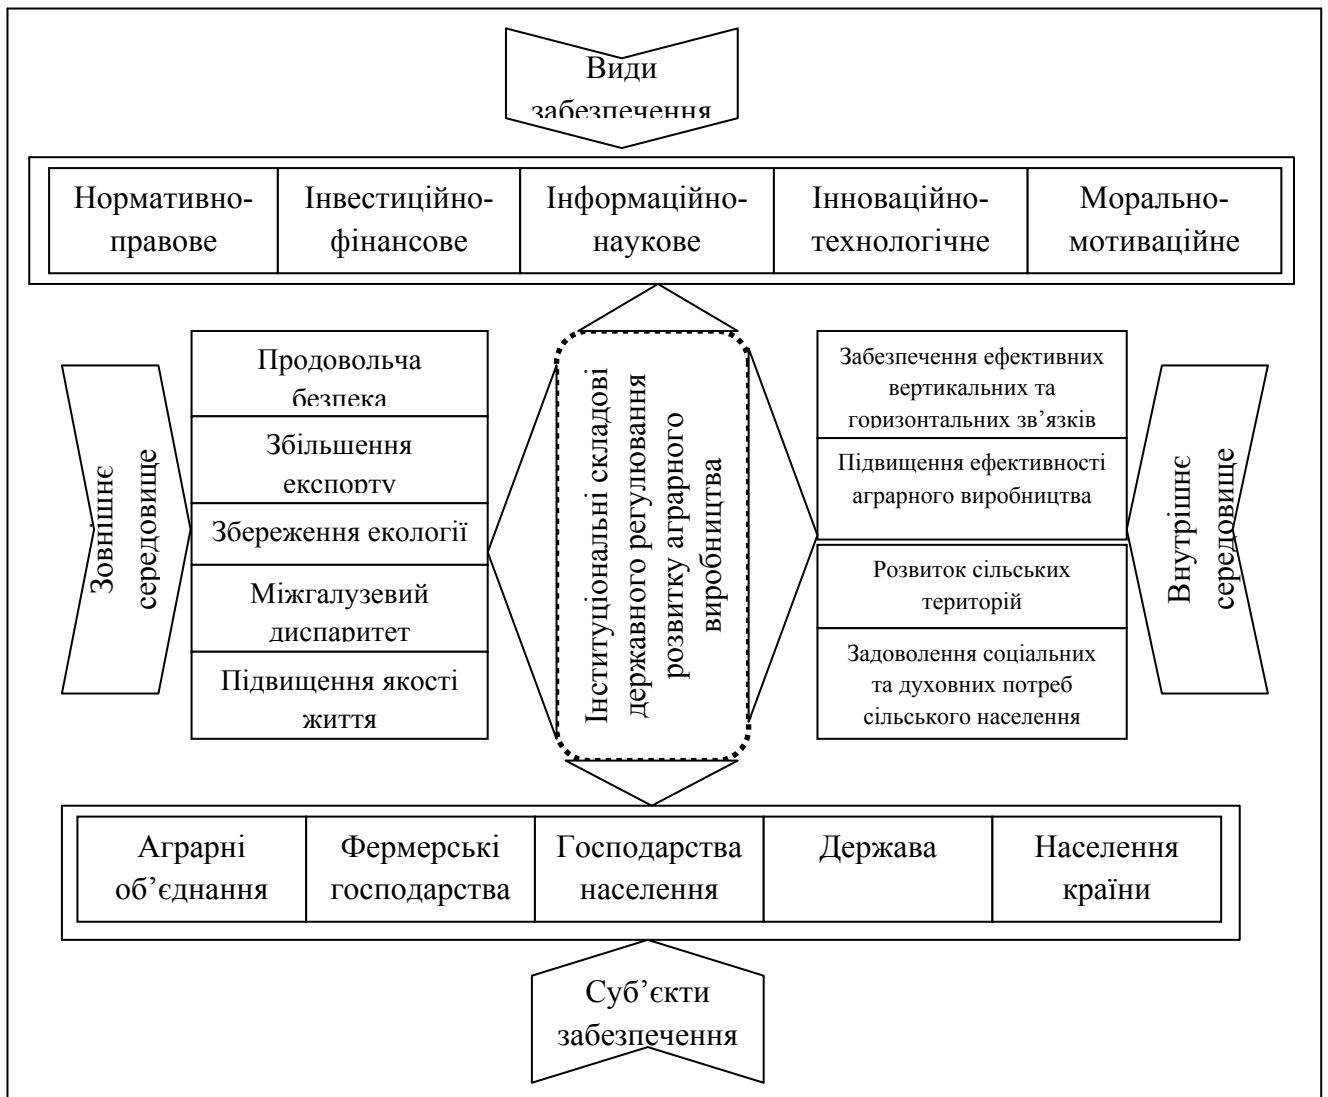 Види
забезпечення
Нормативно-
правове
Інвестиційно-
фінансове
Інформаційно-
наукове
Інноваційно-
технологічне
Морально-
мотиваційне
Зовнішнє
середовище
Продовольча
безпека
Збільшення
експорту
Збереження екології
Міжгалузевий
диспаритет
Підвищення якості
життя
Інституціональні складові
державного регулювання
розвитку аграрного
виробництва
Забезпечення ефективних
вертикальних та
горизонтальних зв’язків
Підвищення ефективності
аграрного виробництва
Розвиток сільських
територій
Задоволення соціальних
та духовних потреб
сільського населення
Внутрішнє
середовище
Аграрні
об’єднання
Фермерські
господарства
Господарства
населення
Держава
Населення
країни
Суб’єкти
забезпечення